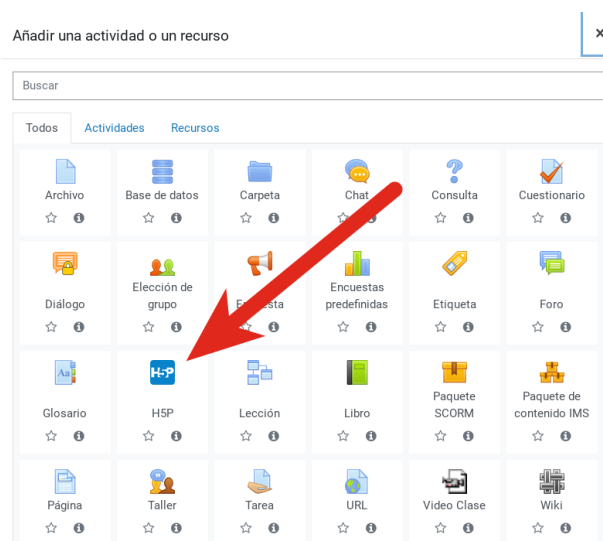 Añadir una actividad o un recurso
×
Buscar
Todos Actividades Recursos
Archivo Base de datos Carpeta Chat Consulta Cuestionario
Diálogo
Elección de
grupo
Encuestas
predefinidas
Etiqueta
Foro
Aa
Glosario
H5P
H5P
Lección
Libro
Paquete
SCORM
Paquete de
contenido IMS
Página Taller Tarea URL Video Clase Wiki